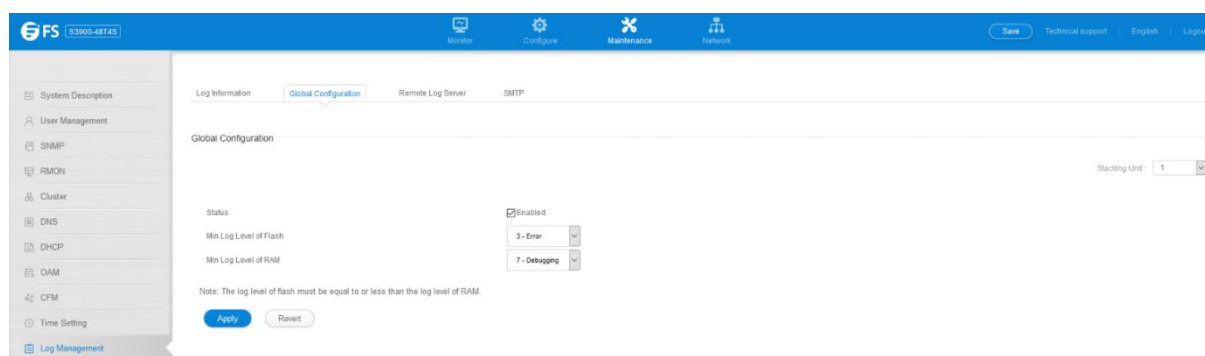 FS S3900-48T4S
Monitor Configure Maintenance Network
Save Technical support | English | Logou
System Description
User Management
SNMP
RMON
Cluster
DNS
DHCP
OAM
CFM
Time Setting
Log Management
Log Information Global Configuration Remote Log Server SMTP
Global Configuration
Stacking Unit : 1
Status Enabled
Min Log Level of Flash 3 - Error
Min Log Level of RAM 7 - Debugging
Note: The log level of flash must be equal to or less than the log level of RAM.
Apply Revert